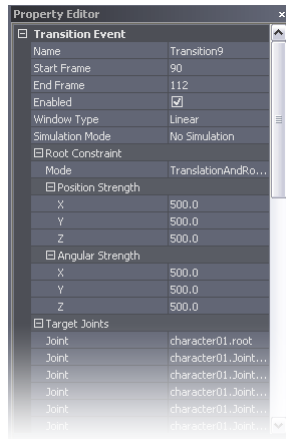 Property Editor
Transition Event
Name Transition9
Start Frame 90
End Frame 112
Enabled
Window Type Linear
Simulation Mode No Simulation
Root Constraint
Mode TranslationAndRo...
Position Strength
X 500.0
Y 500.0
Z 500.0
Angular Strength
X 500.0
Y 500.0
Z 500.0
Target Joints
Joint character01.root
Joint character01.Joint...
Joint character01.Joint...
Joint character01.Joint...
Joint character01.Joint...
Joint character01.Joint...